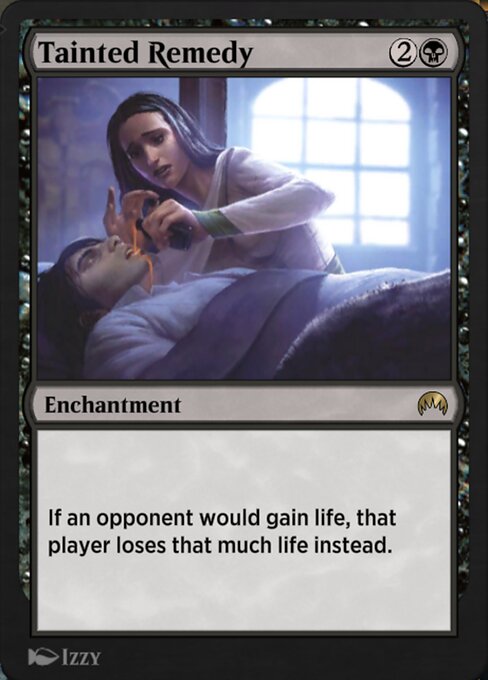 Tainted Remedy 2
Enchantment
If an opponent would gain life, that
player loses that much life instead.
Izzy